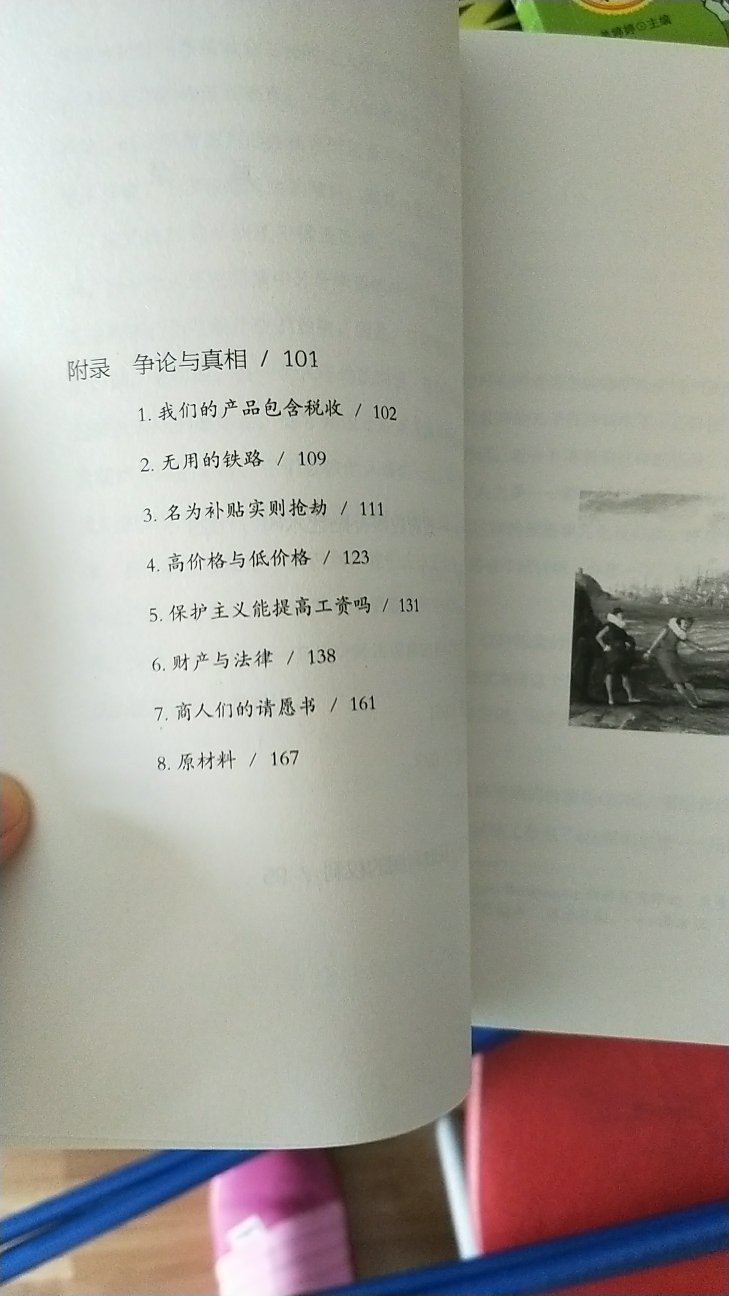 附录 争论与真相 / 101
1. 我们的产品包含税收 / 102
2. 无用的铁路 / 109
3. 名为补贴实则抢劫 / 111
4. 高价格与低价格 / 123
5. 保护主义能提高工资吗 / 131
6. 财产与法律 / 138
7. 商人们的请愿书 / 161
8. 原材料 / 167
婷婷⊙主编